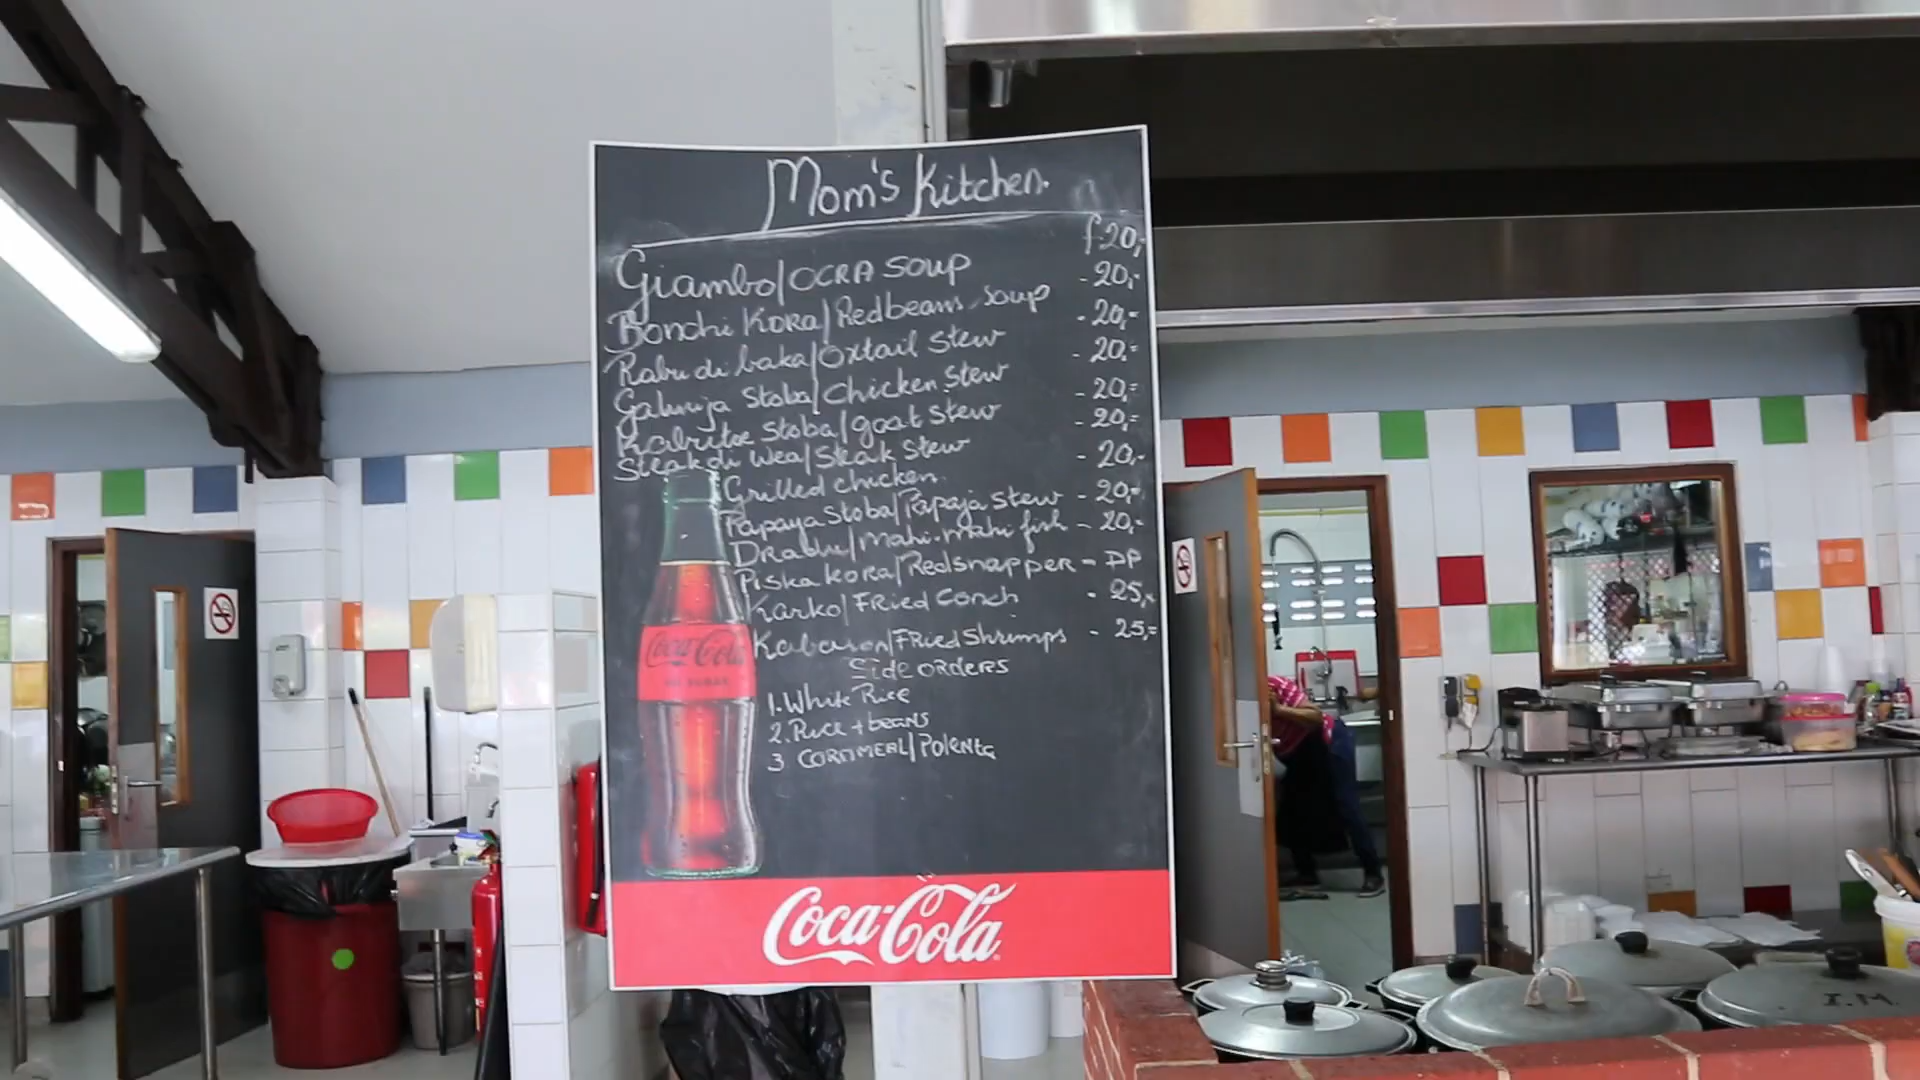 Mom's Kitchen.
Giambo/OCRA SOUP f 20,-
Bonchi KORA/Redbeans soup - 20,-
Rabu di baka/Oxtail Stew - 20,-
Galinja Stoba/Chicken Stew - 20,=
Kabritoe Stoba/goat Stew - 20,=
Steak di Wea/Steak Stew - 20,=
Grilled chicken - 20,-
Papaya Stoba/Papaja Stew - 20,-
DRadu/Mahi-Mahi fish - 20,-
Piska KORA/Redsnapper - DP
Karko/FRied Conch - 25,-
Kabaron/FRied Shrimps - 25,=
Side ORDERS
1. White Rice
2. Rice + beans
3 CORNMEAL/Polenta
Coca-Cola
Coca-Cola
I.M.